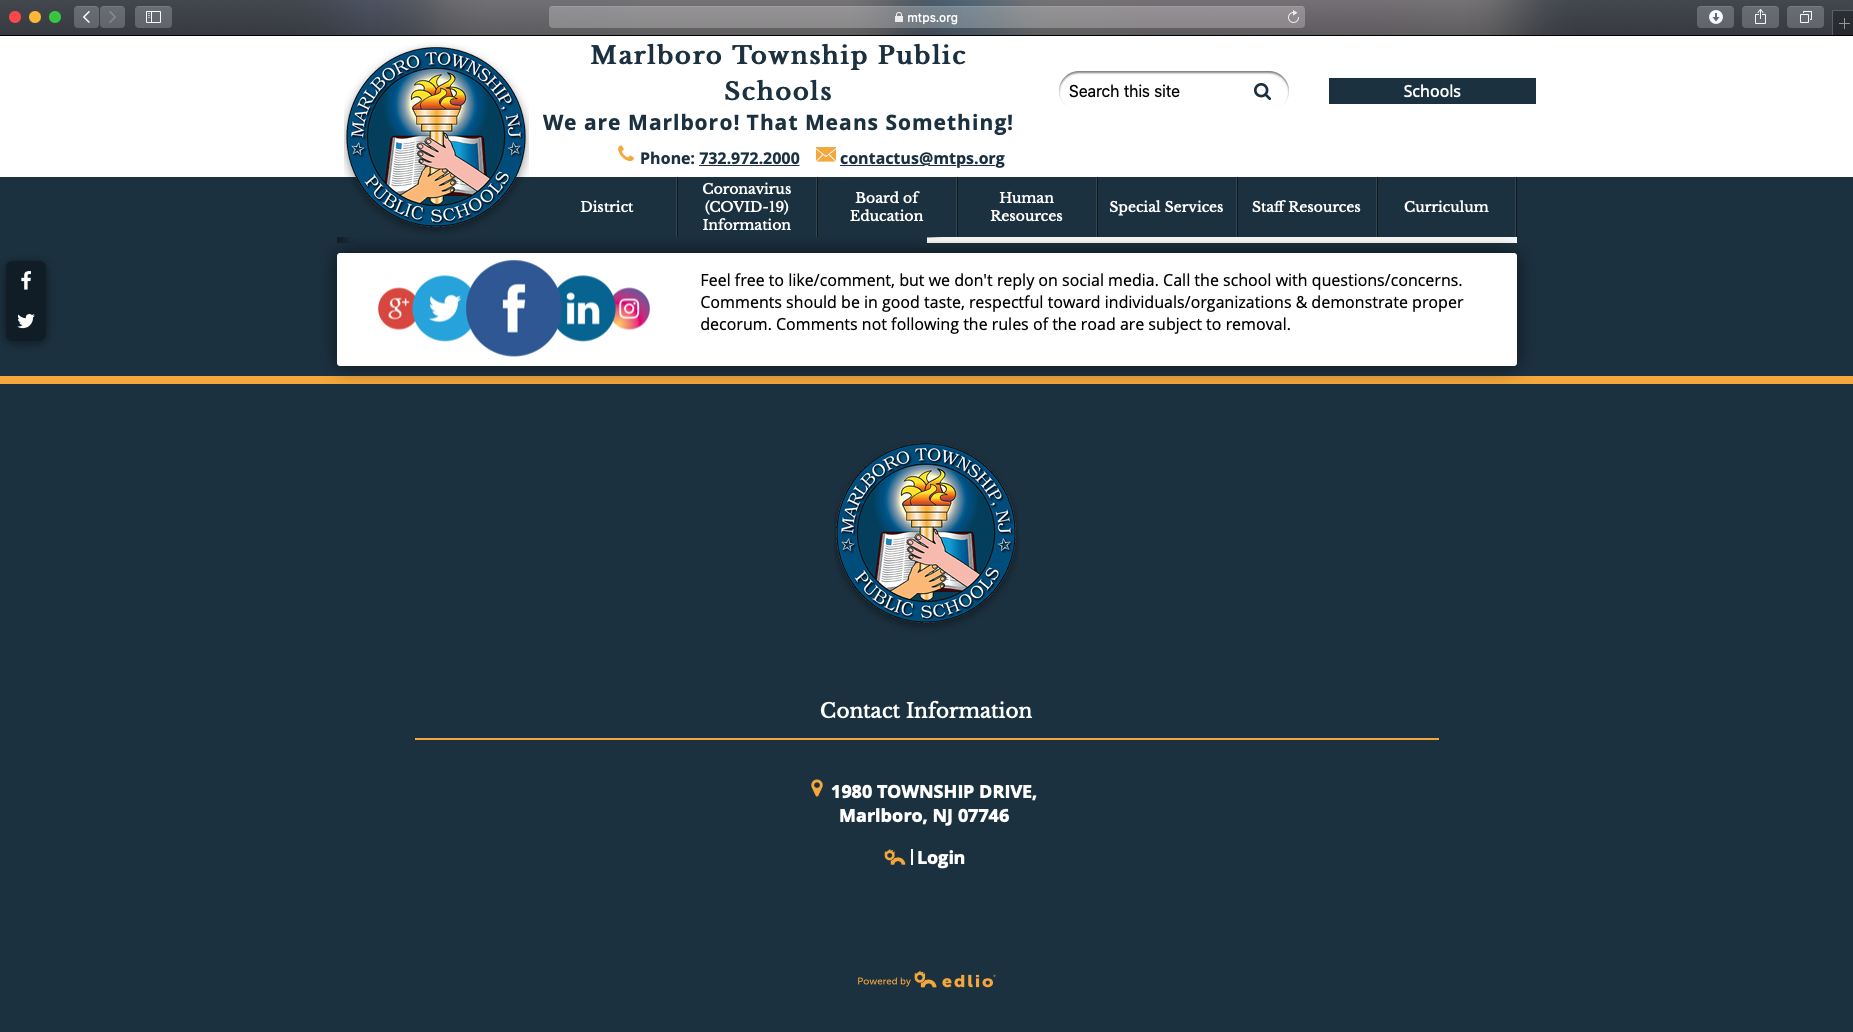 mtps.org
MARLBORO TOWNSHIP, NJ
PUBLIC SCHOOLS
Marlboro Township Public
Schools
We are Marlboro! That Means Something!
Phone: 732.972.2000 contactus@mtps.org
Search this site
Schools
District
Coronavirus
(COVID-19)
Information
Board of
Education
Human
Resources
Special Services
Staff Resources
Curriculum
g+ f in
Feel free to like/comment, but we don't reply on social media. Call the school with questions/concerns.
Comments should be in good taste, respectful toward individuals/organizations & demonstrate proper
decorum. Comments not following the rules of the road are subject to removal.
MARLBORO TOWNSHIP, NJ
PUBLIC SCHOOLS
Contact Information
1980 TOWNSHIP DRIVE,
Marlboro, NJ 07746
| Login
Powered by edlio